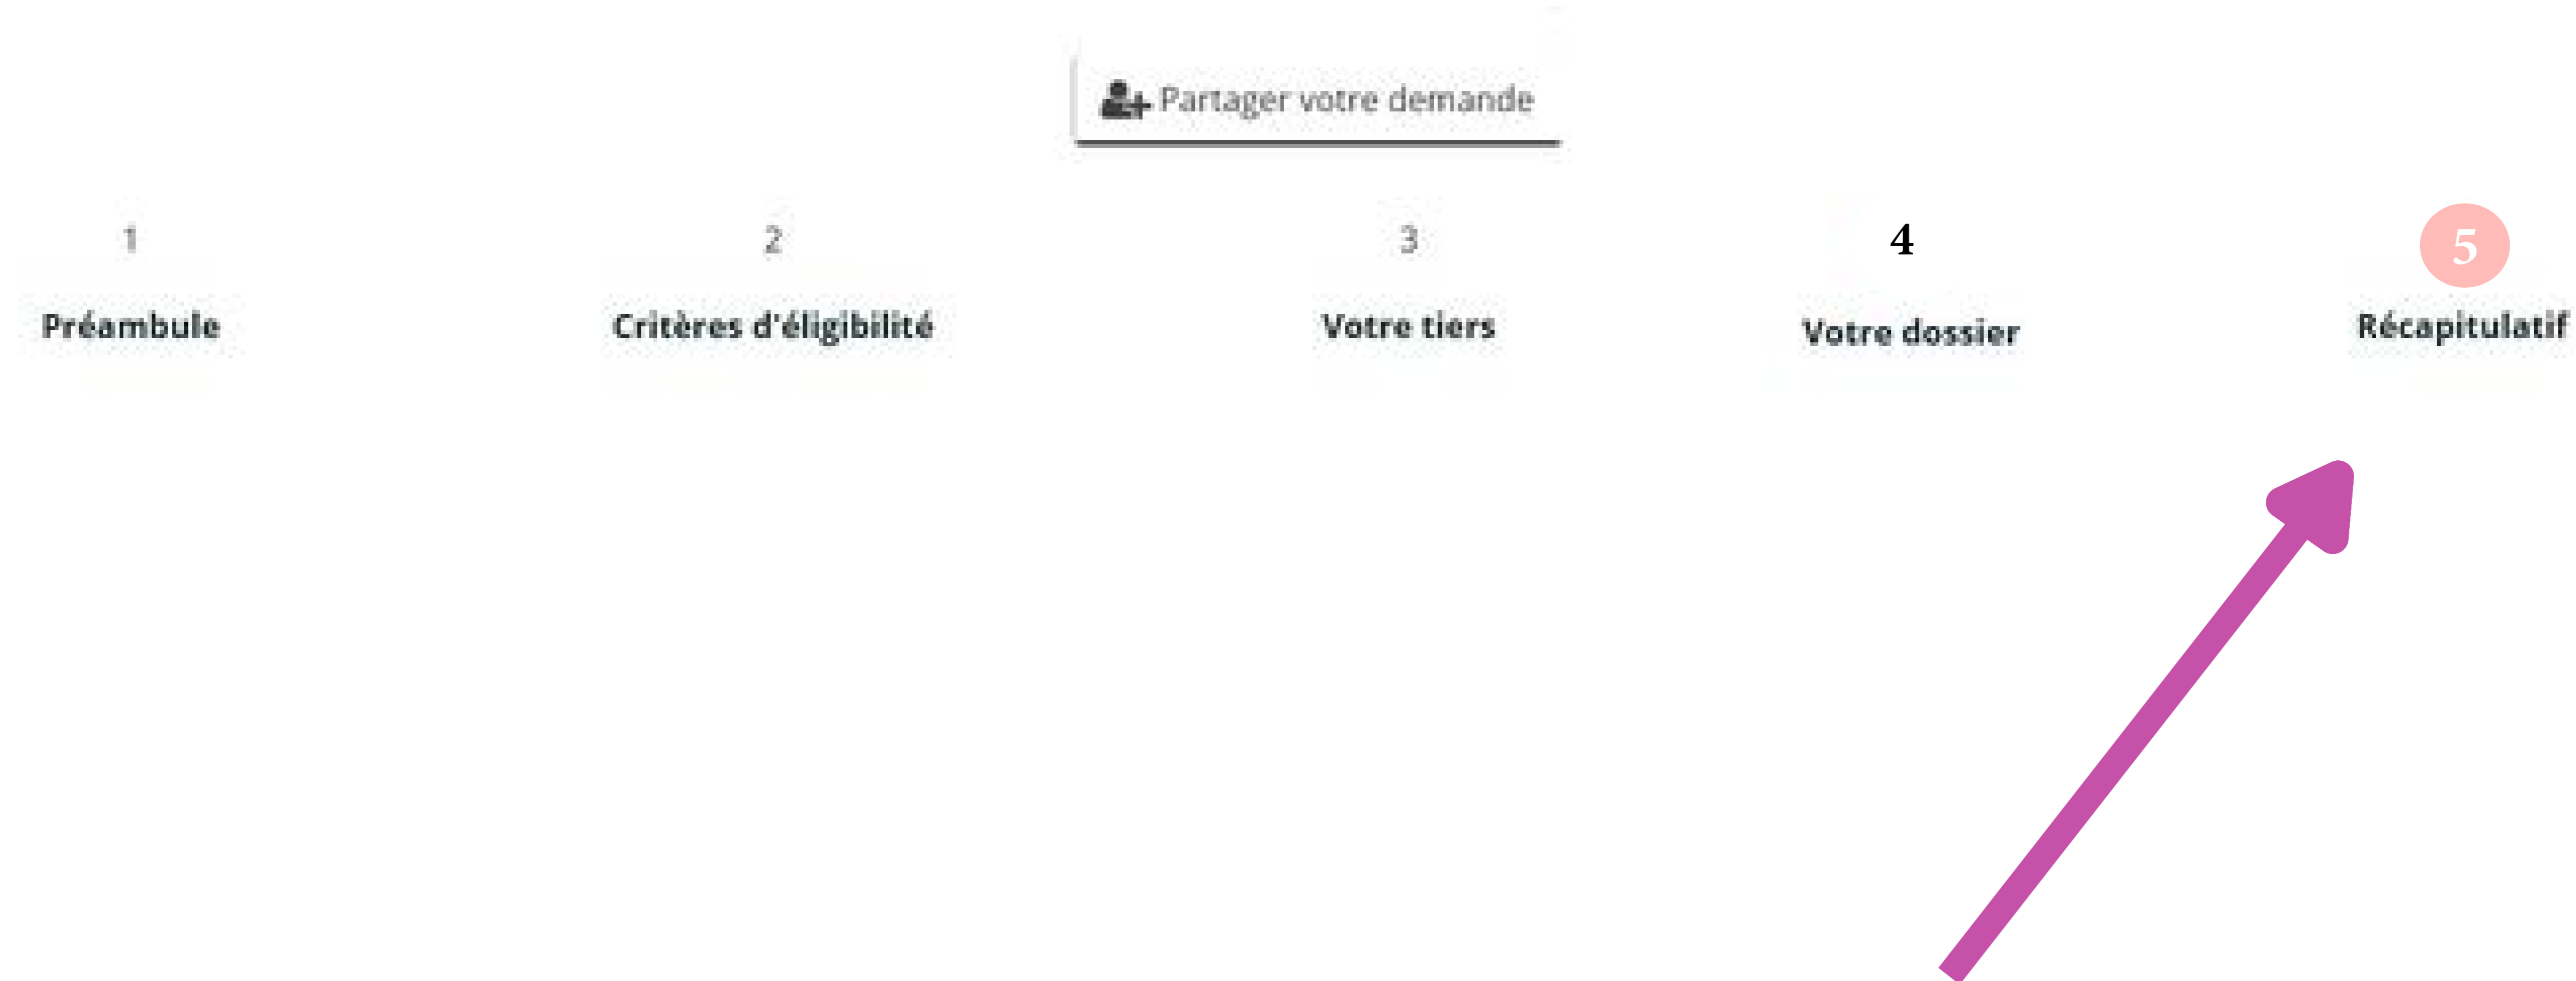 Partager votre demande
1 2 3 4 5
Préambule Critères d'éligibilité Votre tiers Votre dossier Récapitulatif